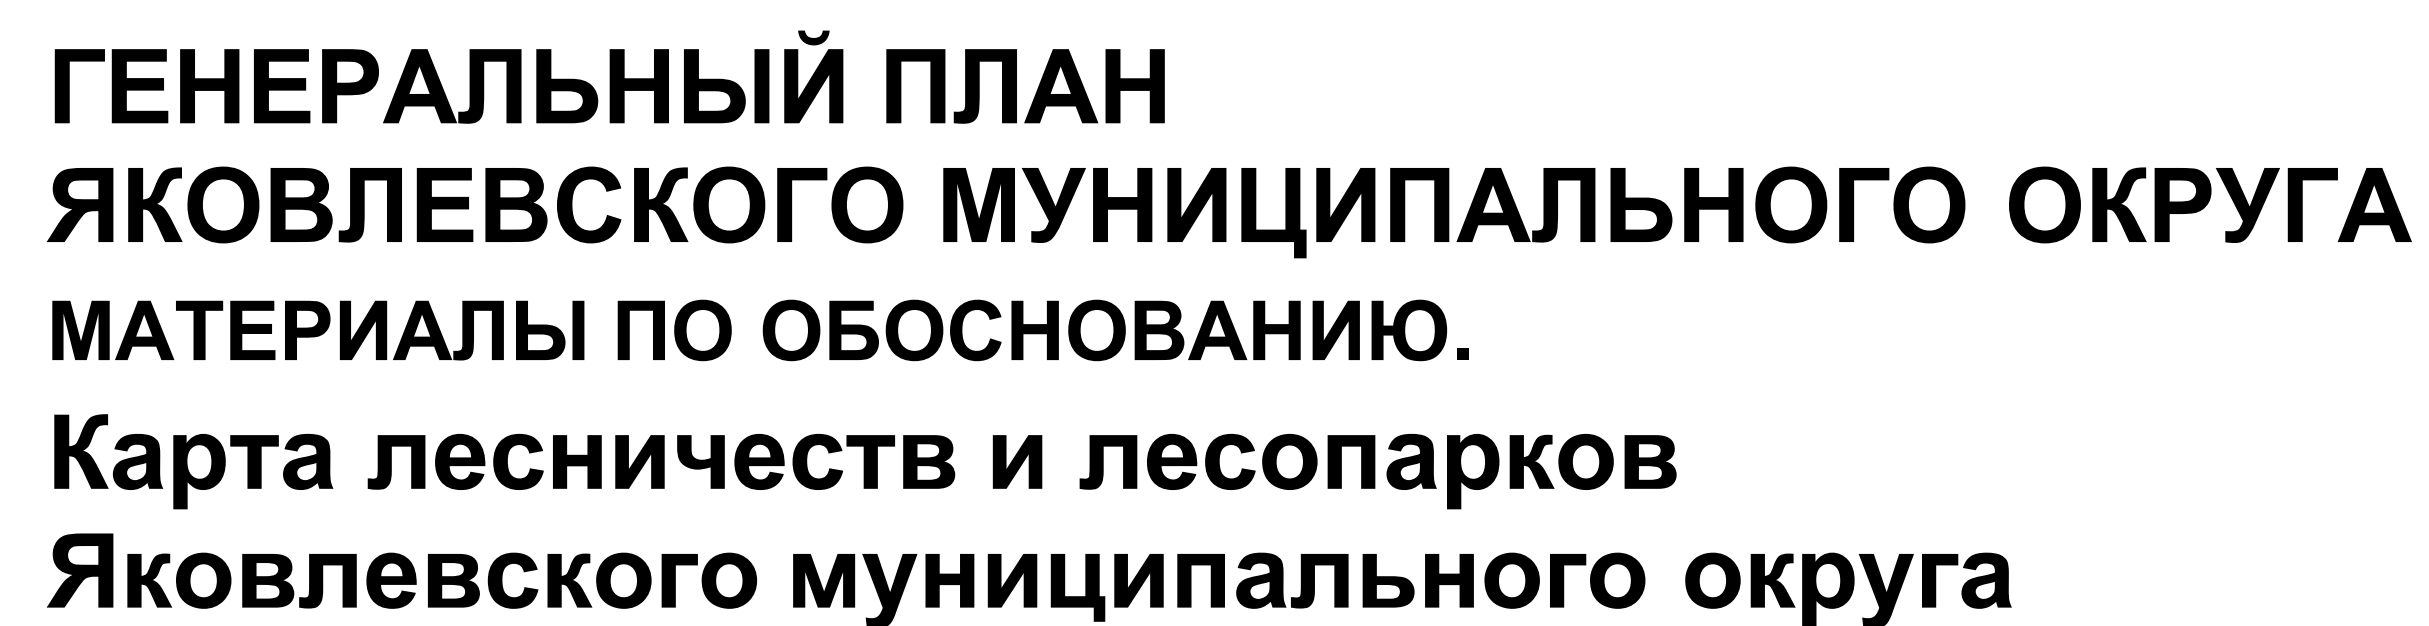 ГЕНЕРАЛЬНЫЙ ПЛАН
ЯКОВЛЕВСКОГО МУНИЦИПАЛЬНОГО ОКРУГА
МАТЕРИАЛЫ ПО ОБОСНОВАНИЮ.
Карта лесничеств и лесопарков
Яковлевского муниципального округа